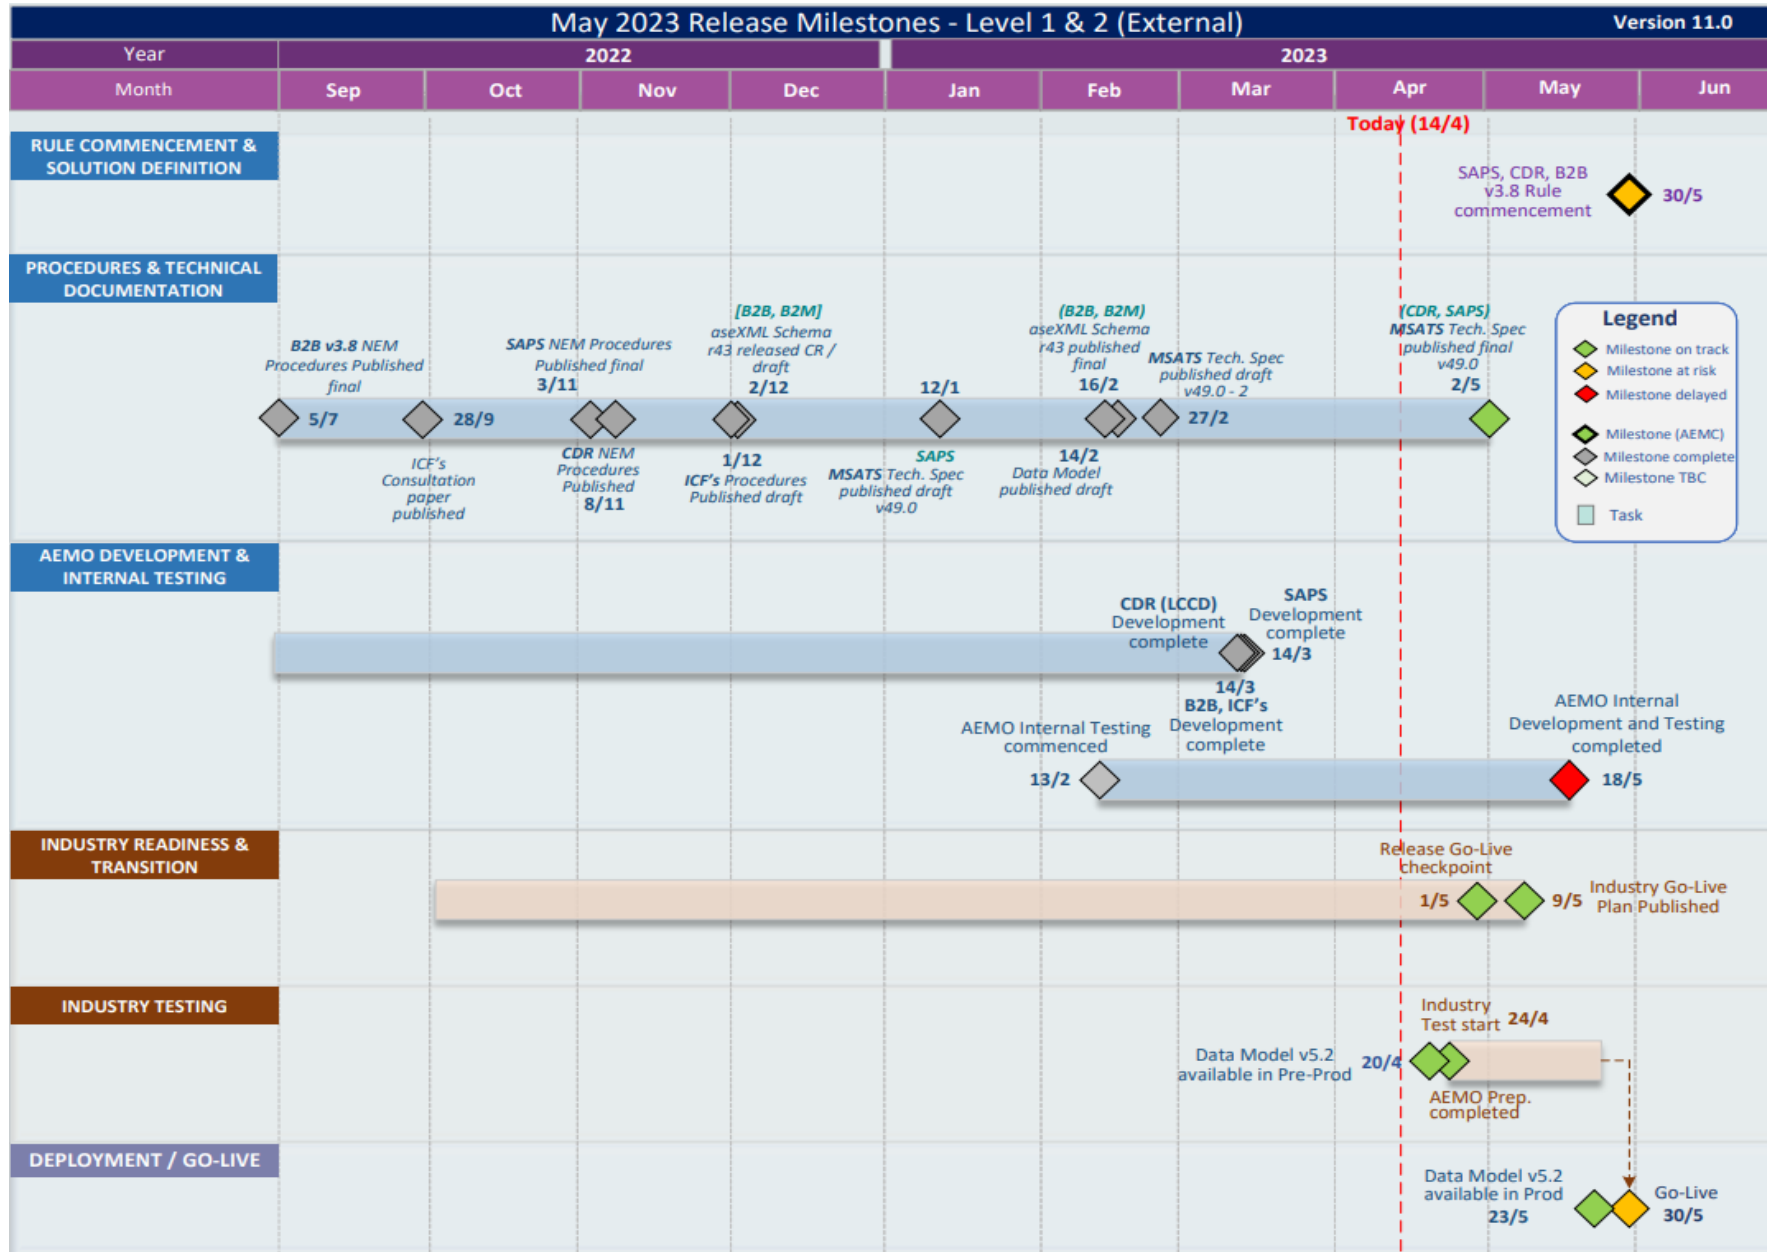 May 2023 Release Milestones - Level 1 & 2 (External)
Version 11.0
Year
2022
2023
Month
Sep
Oct
Nov
Dec
Jan
Feb
Mar
Apr
May
Jun
Today (14/4)
RULE COMMENCEMENT &
SOLUTION DEFINITION
SAPS, CDR, B2B
v3.8 Rule
commencement
30/5
PROCEDURES & TECHNICAL
DOCUMENTATION
B2B v3.8 NEM
Procedures Published
final
5/7
28/9
ICF's
Consultation
paper
published
SAPS NEM Procedures
Published final
3/11
CDR NEM
Procedures
Published
8/11
[B2B, B2M]
aseXML Schema
r43 released CR /
draft
2/12
1/12
ICF's Procedures
Published draft
12/1
SAPS
MSATS Tech. Spec
published draft
v49.0
(B2B, B2M)
aseXML Schema
r43 published
final
16/2
14/2
Data Model
published draft
MSATS Tech. Spec
published draft
v49.0 - 2
27/2
(CDR, SAPS)
MSATS Tech. Spec
published final
v49.0
2/5
Legend
Milestone on track
Milestone at risk
Milestone delayed
Milestone (AEMC)
Milestone complete
Milestone TBC
Task
AEMO DEVELOPMENT &
INTERNAL TESTING
CDR (LCCD)
Development
complete
SAPS
Development
complete
14/3
14/3
B2B, ICF's
Development
complete
AEMO Internal Testing
commenced
13/2
AEMO Internal
Development and Testing
completed
18/5
INDUSTRY READINESS &
TRANSITION
Release Go-Live
checkpoint
1/5
9/5
Industry Go-Live
Plan Published
INDUSTRY TESTING
Industry
Test start 24/4
Data Model v5.2
available in Pre-Prod
20/4
AEMO Prep.
completed
DEPLOYMENT / GO-LIVE
Data Model v5.2
available in Prod
23/5
Go-Live
30/5